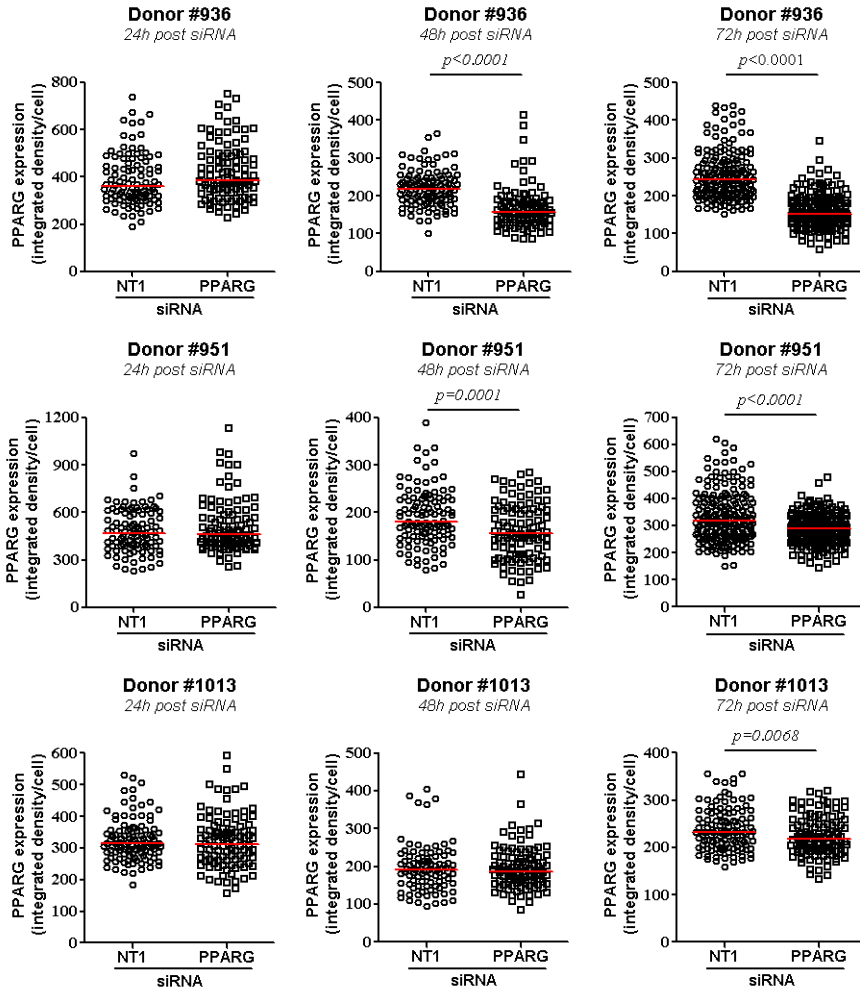 Donor #936
24h post siRNA
PPARG expression
(integrated density/cell)
800
600
400
200
0
NT1 PPARG
siRNA
Donor #936
48h post siRNA
p<0.0001
PPARG expression
(integrated density/cell)
500
400
300
200
100
0
NT1 PPARG
siRNA
Donor #936
72h post siRNA
p<0.0001
PPARG expression
(integrated density/cell)
500
400
300
200
100
0
NT1 PPARG
siRNA
Donor #951
24h post siRNA
PPARG expression
(integrated density/cell)
1200
900
600
300
0
NT1 PPARG
siRNA
Donor #951
48h post siRNA
p=0.0001
PPARG expression
(integrated density/cell)
400
300
200
100
0
NT1 PPARG
siRNA
Donor #951
72h post siRNA
p<0.0001
PPARG expression
(integrated density/cell)
700
600
500
400
300
200
100
0
NT1 PPARG
siRNA
Donor #1013
24h post siRNA
PPARG expression
(integrated density/cell)
600
500
400
300
200
100
0
NT1 PPARG
siRNA
Donor #1013
48h post siRNA
PPARG expression
(integrated density/cell)
500
400
300
200
100
0
NT1 PPARG
siRNA
Donor #1013
72h post siRNA
p=0.0068
PPARG expression
(integrated density/cell)
400
300
200
100
0
NT1 PPARG
siRNA